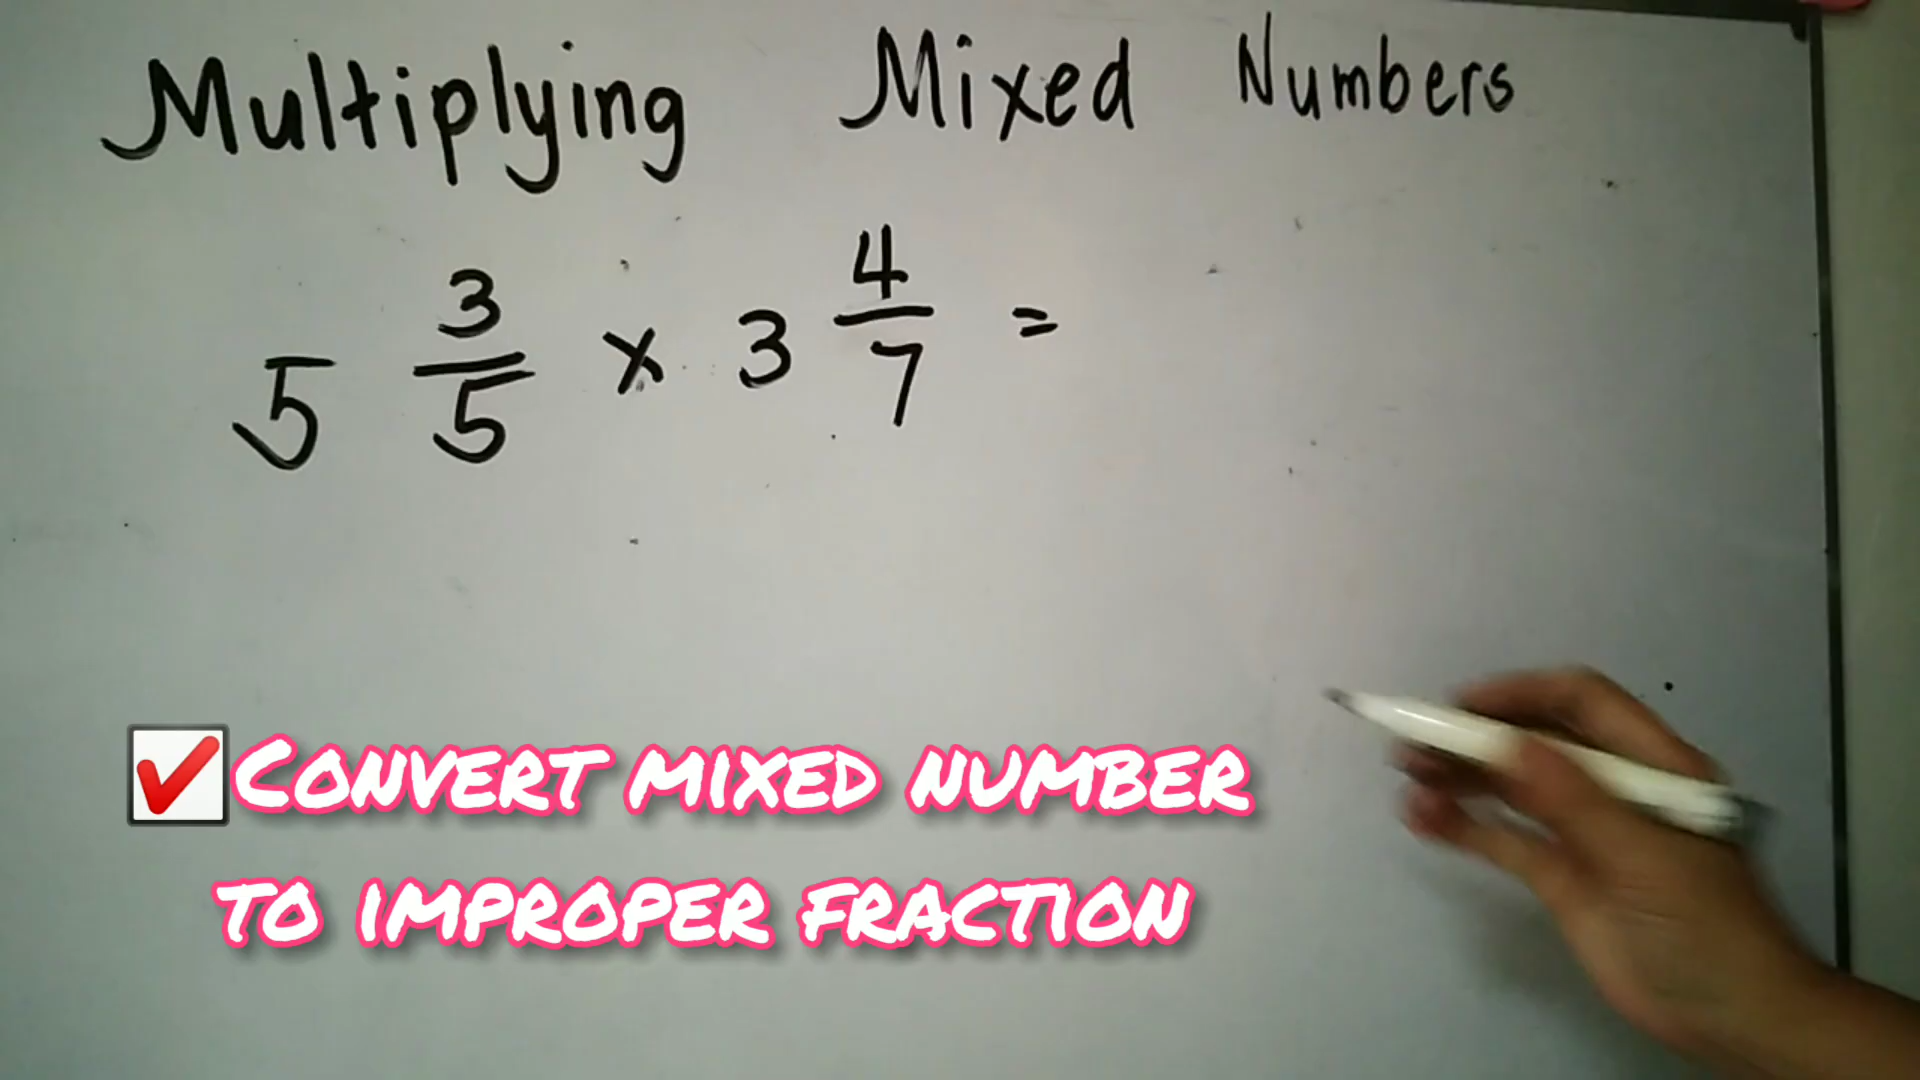 Multiplying Mixed Numbers
5 3/5 x 3 4/7 =
CONVERT MIXED NUMBER
TO IMPROPER FRACTION